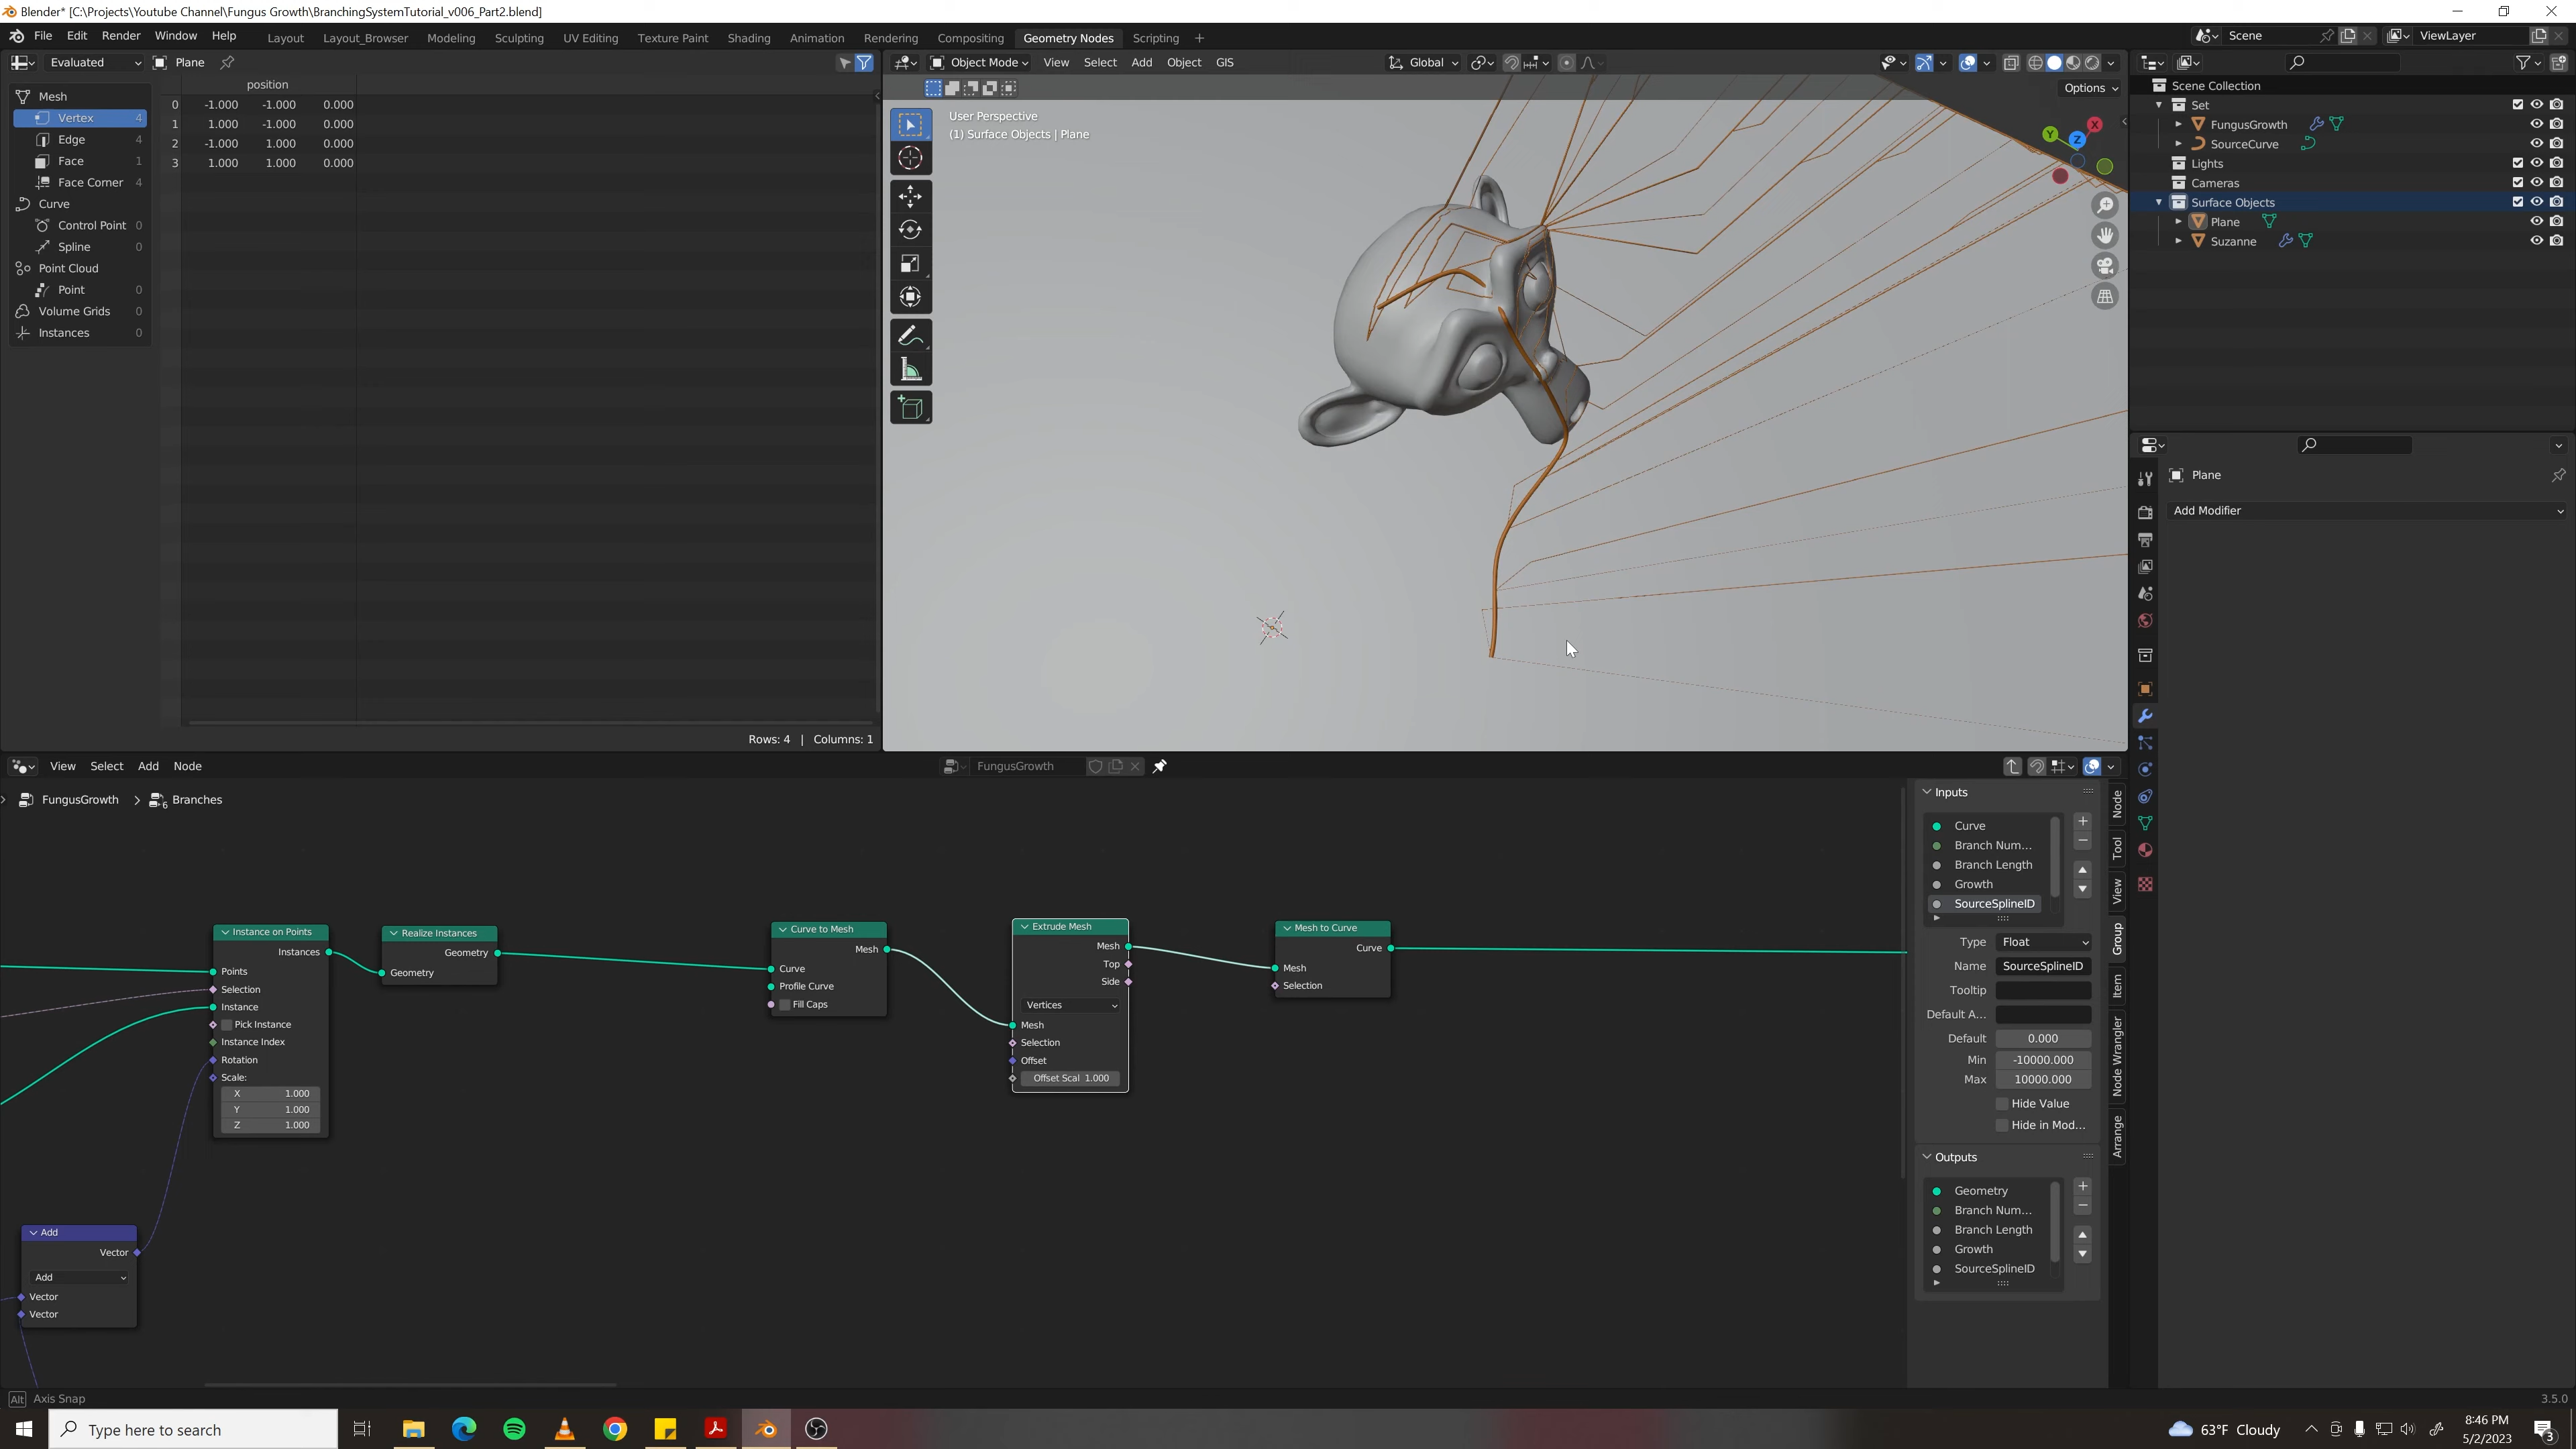 Blender* [C:\Projects\Youtube Channel\Fungus Growth\BranchingSystemTutorial_v006_Part2.blend]
File Edit Render Window Help Layout Layout_Browser Modeling Sculpting UV Editing Texture Paint Shading Animation Rendering Compositing Geometry Nodes Scripting + Scene ViewLayer
Evaluated Plane
Object Mode View Select Add Object GIS Global
Options
position
Mesh
Vertex 4
Edge 4
Face 1
Face Corner 4
Curve
Control Point 0
Spline 0
Point Cloud
Point 0
Volume Grids 0
Instances 0
0 -1.000 -1.000 0.000
1 1.000 -1.000 0.000
2 -1.000 1.000 0.000
3 1.000 1.000 0.000
Rows: 4 | Columns: 1
User Perspective
(1) Surface Objects | Plane
X
Y
Z
Scene Collection
Set
FungusGrowth
SourceCurve
Lights
Cameras
Surface Objects
Plane
Suzanne
Plane
Add Modifier
View Select Add Node FungusGrowth
FungusGrowth > Branches
6
Instance on Points
Instances
Points
Selection
Instance
Pick Instance
Instance Index
Rotation
Scale:
X 1.000
Y 1.000
Z 1.000
Realize Instances
Geometry
Geometry
Add
Vector
Add
Vector
Vector
Curve to Mesh
Mesh
Curve
Profile Curve
Fill Caps
Extrude Mesh
Mesh
Top
Side
Vertices
Mesh
Selection
Offset
Offset Scal 1.000
Mesh to Curve
Curve
Mesh
Selection
Inputs
Curve
Branch Num...
Branch Length
Growth
SourceSplineID
Type Float
Name SourceSplineID
Tooltip
Default A...
Default 0.000
Min -10000.000
Max 10000.000
Hide Value
Hide in Mod...
Outputs
Geometry
Branch Num...
Branch Length
Growth
SourceSplineID
Node
Tool
View
Group
Item
Node Wrangler
Arrange
Alt Axis Snap
3.5.0
Type here to search
63°F Cloudy
8:46 PM
5/2/2023
3